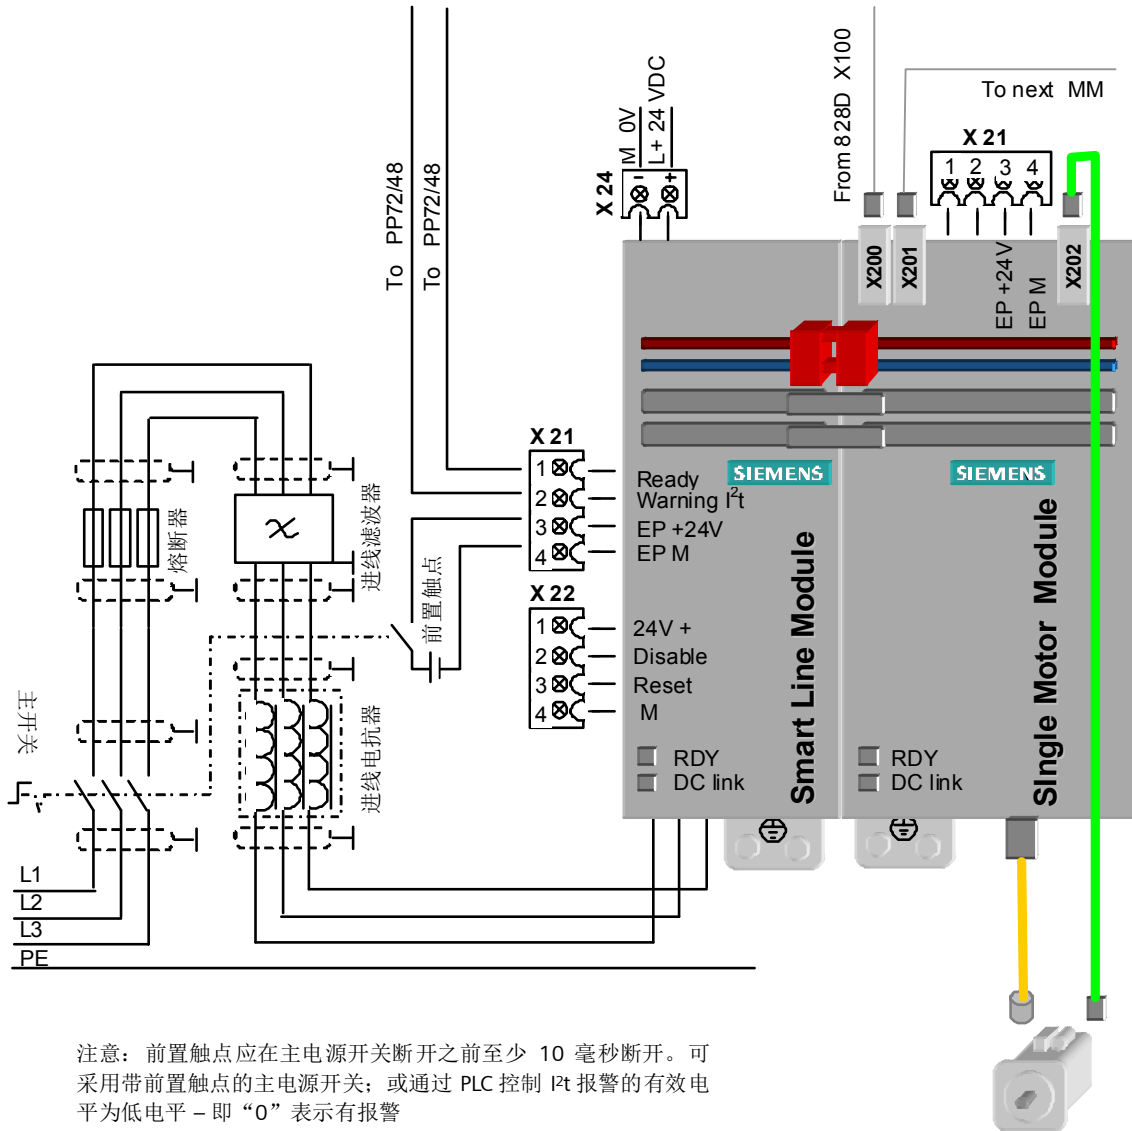 From 828D X100
To next MM
M 0V
L+ 24 VDC
X 24
- +
X 21
1 2 3 4
X200
X201
EP +24V
EP M
X202
To PP72/48
To PP72/48
SIEMENS
SIEMENS
X 21
1 Ready
2 Warning I²t
3 EP +24V
4 EP M
X 22
1 24V +
2 Disable
3 Reset
4 M
RDY
DC link
Smart Line Module
RDY
DC link
SIngle Motor Module
熔断器
进线滤波器
前置触点
主开关
进线电抗器
L1
L2
L3
PE
注意：前置触点应在主电源开关断开之前至少 10 毫秒断开。可
采用带前置触点的主电源开关；或通过 PLC 控制 I²t 报警的有效电
平为低电平 – 即“0”表示有报警